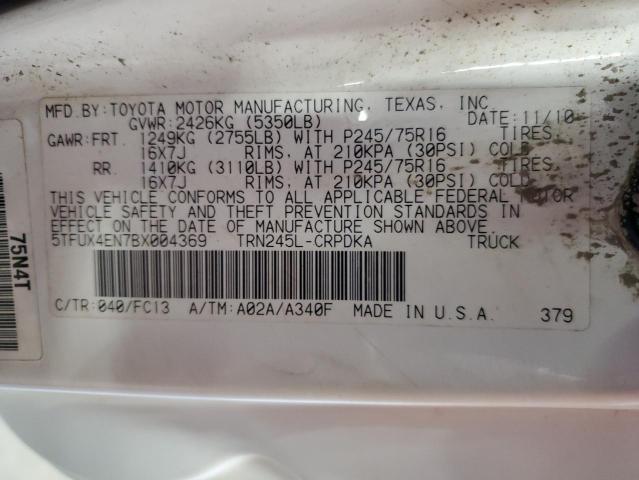 MFD.BY:TOYOTA MOTOR MANUFACTURING, TEXAS, INC
GVWR:2426KG (5350LB) DATE:11/10
GAWR:FRT. 1249KG (2755LB) WITH P245/75R16 TIRES,
16X7J RIMS, AT 210KPA (30PSI) COLD
RR. 1410KG (3110LB) WITH P245/75R16 TIRES,
16X7J RIMS, AT 210KPA (30PSI) COLD
THIS VEHICLE CONFORMS TO ALL APPLICABLE FEDERAL MOTOR
VEHICLE SAFETY AND THEFT PREVENTION STANDARDS IN
EFFECT ON THE DATE OF MANUFACTURE SHOWN ABOVE.
5TFUX4EN7BX004369 TRN245L-CRPDKA TRUCK
C/TR:040/FC13 A/TM:A02A/A340F MADE IN U.S.A. 379
75N4T